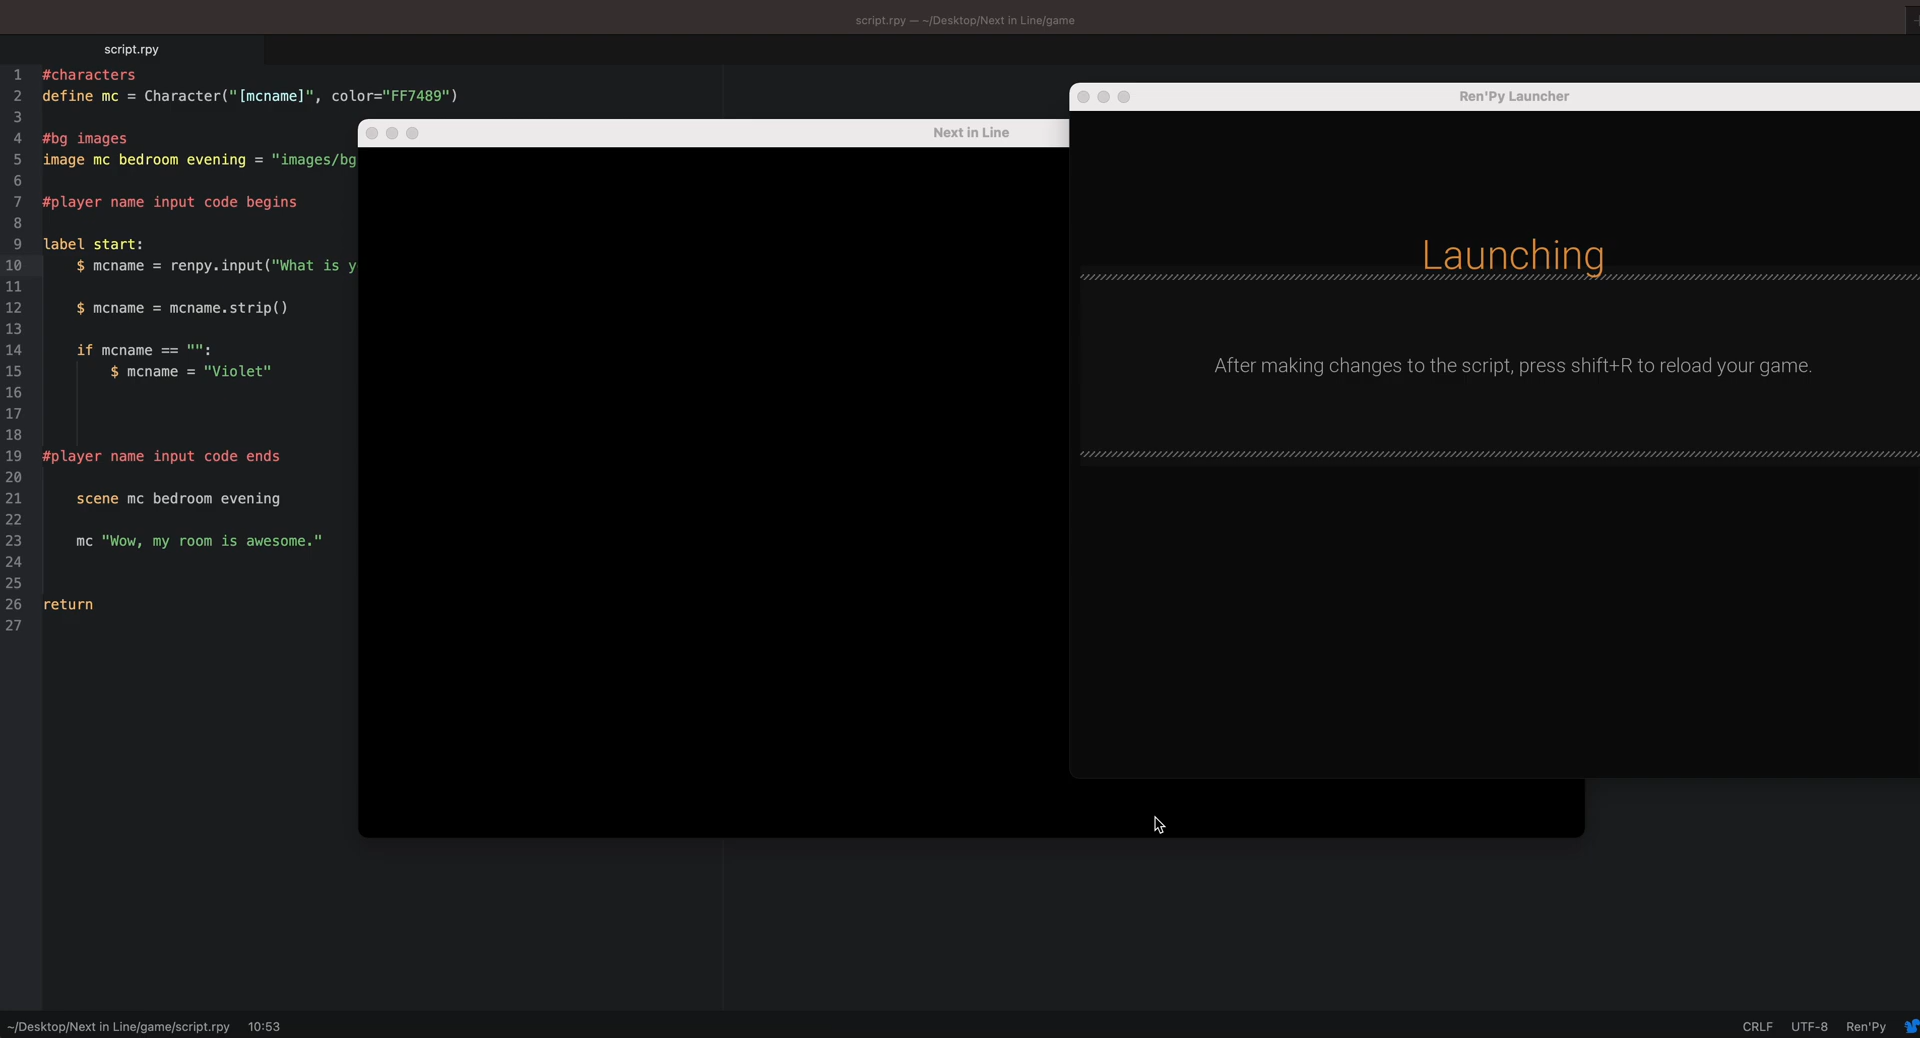 script.rpy — ~/Desktop/Next in Line/game
script.rpy
1 #characters
2 define mc = Character("[mcname]", color="FF7489")
3
4 #bg images
5 image mc bedroom evening = "images/bg
6
7 #player name input code begins
8
9 label start:
10 $ mcname = renpy.input("What is y
11
12 $ mcname = mcname.strip()
13
14 if mcname == "":
15 $ mcname = "Violet"
16
17
18
19 #player name input code ends
20
21 scene mc bedroom evening
22
23 mc "Wow, my room is awesome."
24
25
26 return
27
Next in Line
Ren'Py Launcher
Launching
After making changes to the script, press shift+R to reload your game.
~/Desktop/Next in Line/game/script.rpy 10:53
CRLF UTF-8 Ren'Py